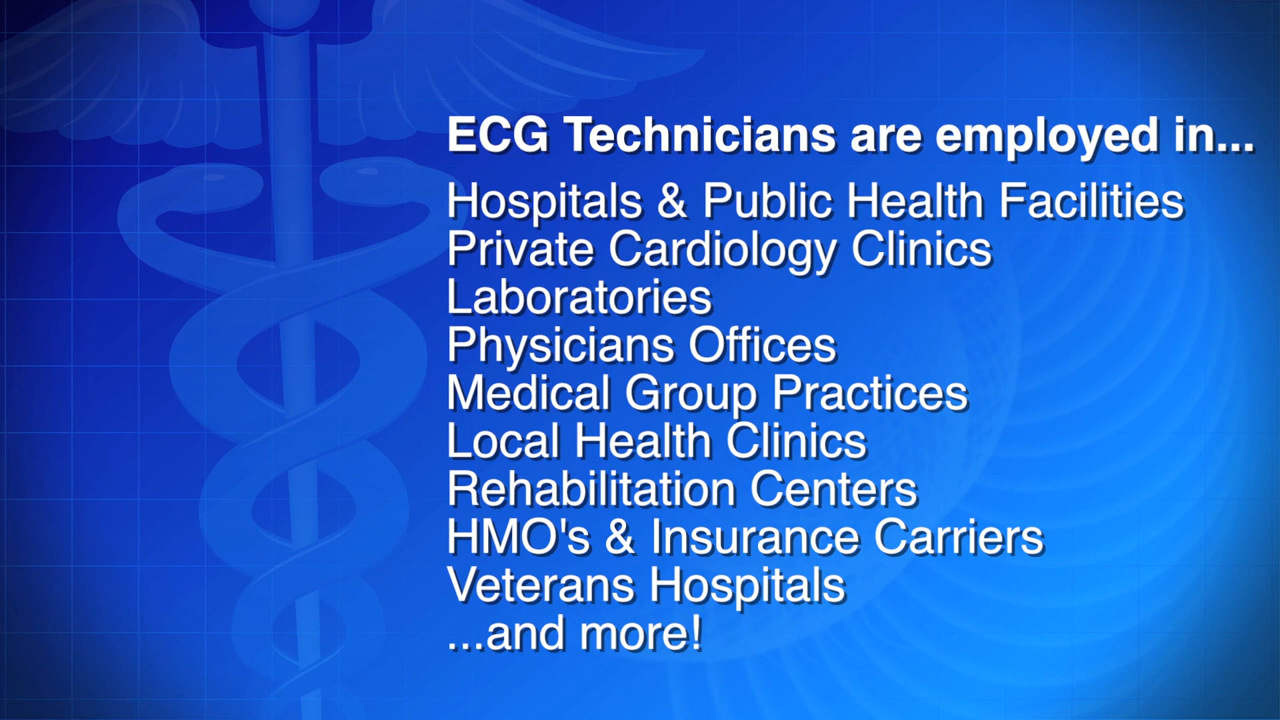 ECG Technicians are employed in...
Hospitals & Public Health Facilities
Private Cardiology Clinics
Laboratories
Physicians Offices
Medical Group Practices
Local Health Clinics
Rehabilitation Centers
HMO's & Insurance Carriers
Veterans Hospitals
...and more!